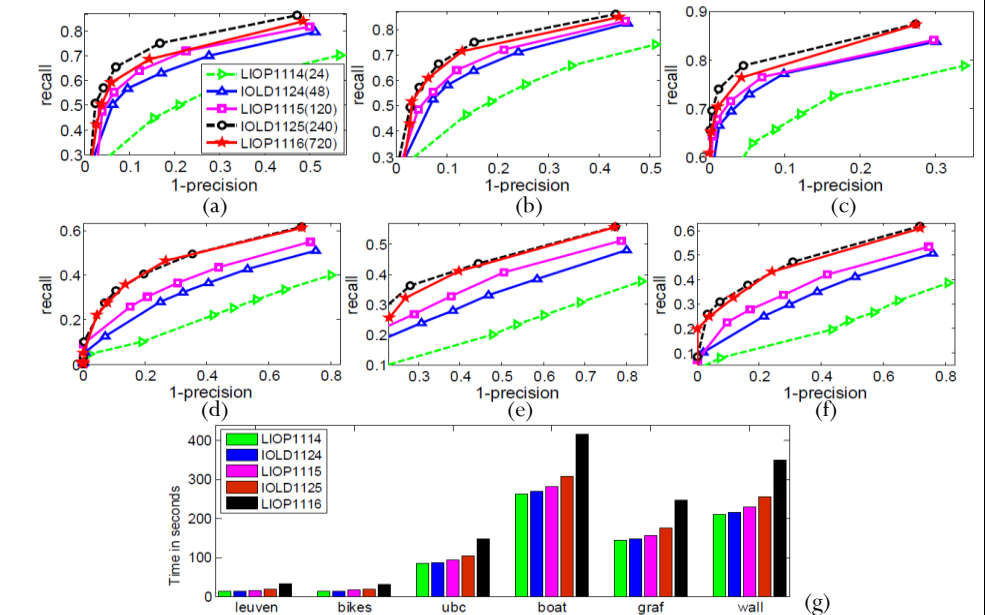 0.8
0.7
0.6
0.5
0.4
0.3
recall
LIOP1114(24)
IOLD1124(48)
LIOP1115(120)
IOLD1125(240)
LIOP1116(720)
0 0.1 0.2 0.3 0.4 0.5
1-precision
(a)
0.8
0.7
0.6
0.5
0.4
0.3
recall
0 0.1 0.2 0.3 0.4 0.5
1-precision
(b)
0.9
0.8
0.7
0.6
recall
0 0.1 0.2 0.3
1-precision
(c)
0.6
0.4
0.2
0
recall
0 0.2 0.4 0.6 0.8
1-precision
(d)
0.5
0.4
0.3
0.2
0.1
recall
0.3 0.4 0.5 0.6 0.7 0.8
1-precision
(e)
0.6
0.5
0.4
0.3
0.2
0.1
recall
0 0.2 0.4 0.6 0.8
1-precision
(f)
400
300
200
100
0
Time in seconds
LIOP1114
IOLD1124
LIOP1115
IOLD1125
LIOP1116
leuven bikes ubc boat graf wall
(g)